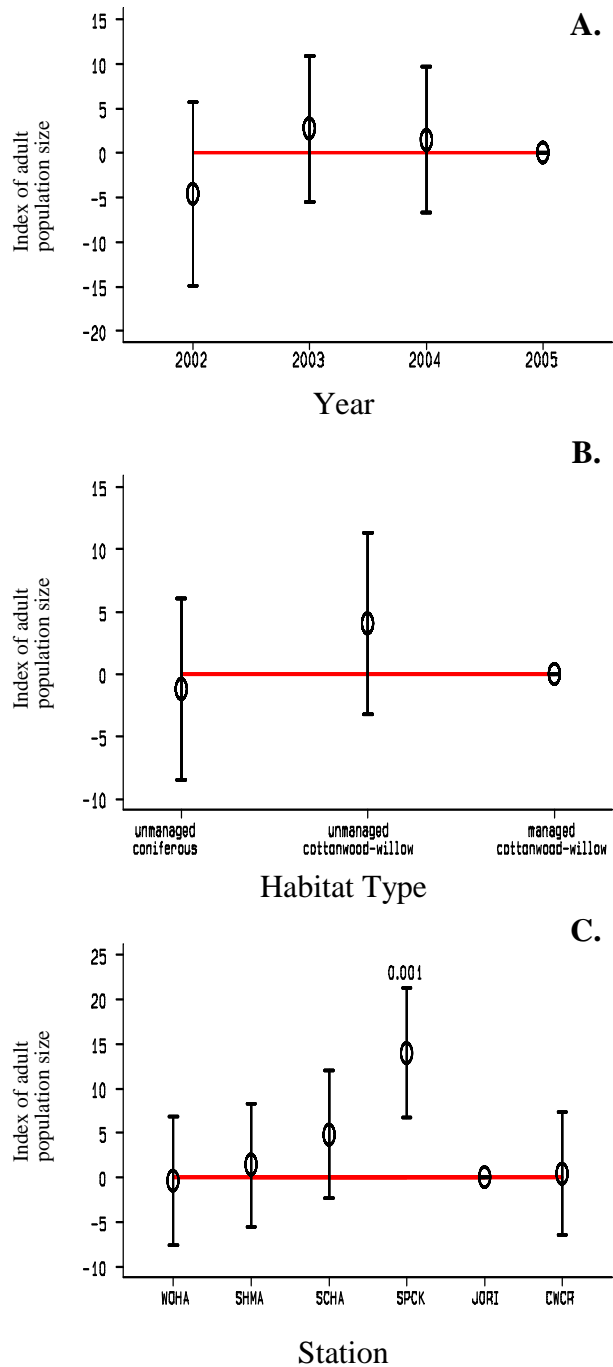 A.
Index of adult
population size
15
10
5
0
-5
-10
-15
-20
2002 2003 2004 2005
Year
B.
Index of adult
population size
15
10
5
0
-5
-10
unmanaged unmanaged managed
coniferous cottonwood-willow cottonwood-willow
Habitat Type
C.
Index of adult
population size
25
20
15
10
5
0
-5
-10
0.001
WOHA SHMA SCHA SPCK JORI CWCR
Station